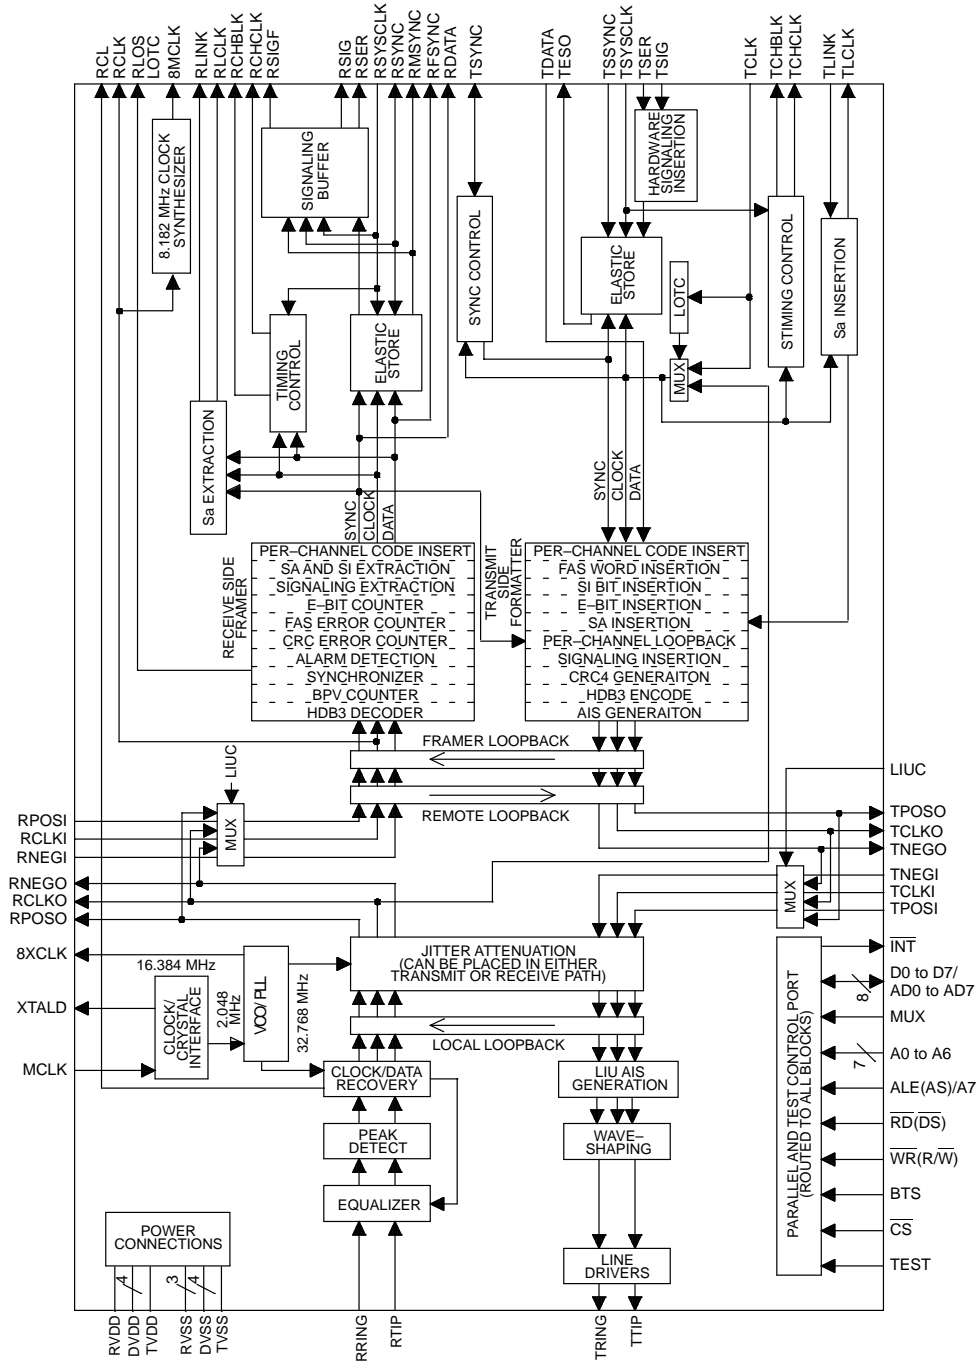 RCL
RCLK
RLOS
LOTC
8MCLK
RLINK
RLCLK
RCHBLK
RCHCLK
RSIGF
RSIG
RSER
RSYSCLK
RSYNC
RMSYNC
RFSYNC
RDATA
TSYNC
TDATA
TESO
TSSYNC
TSYSCLK
TSER
TSIG
TCLK
TCHBLK
TCHCLK
TLINK
TLCLK
8.182 MHz CLOCK
SYNTHESIZER
SIGNALING
BUFFER
HARDWARE
SIGNALING
INSERTION
SYNC CONTROL
ELASTIC
STORE
LOTC
MUX
STIMING CONTROL
Sa INSERTION
TIMING
CONTROL
ELASTIC
STORE
Sa EXTRACTION
SYNC
CLOCK
DATA
SYNC
CLOCK
DATA
RECEIVE SIDE
FRAMER
PER–CHANNEL CODE INSERT
SA AND SI EXTRACTION
SIGNALING EXTRACTION
E–BIT COUNTER
FAS ERROR COUNTER
CRC ERROR COUNTER
ALARM DETECTION
SYNCHRONIZER
BPV COUNTER
HDB3 DECODER
TRANSMIT
SIDE
FORMATTER
PER–CHANNEL CODE INSERT
FAS WORD INSERTION
SI BIT INSERTION
E–BIT INSERTION
SA INSERTION
PER–CHANNEL LOOPBACK
SIGNALING INSERTION
CRC4 GENERAITON
HDB3 ENCODE
AIS GENERAITON
FRAMER LOOPBACK
REMOTE LOOPBACK
LIUC
MUX
RPOSI
RCLKI
RNEGI
RNEGO
RCLKO
RPOSO
8XCLK
XTALD
MCLK
LIUC
TPOSO
TCLKO
TNEGO
TNEGI
TCLKI
TPOSI
MUX
JITTER ATTENUATION
(CAN BE PLACED IN EITHER
TRANSMIT OR RECEIVE PATH)
16.384 MHz
CLOCK/
CRYSTAL
INTERFACE
2.048
MHz
VCO/PLL
32.768 MHz
LOCAL LOOPBACK
CLOCK/DATA
RECOVERY
LIU AIS
GENERATION
PEAK
DETECT
WAVE–
SHAPING
EQUALIZER
LINE
DRIVERS
PARALLEL AND TEST CONTROL PORT
(ROUTED TO ALL BLOCKS)
INT
8
D0 to D7/
AD0 to AD7
MUX
7
A0 to A6
ALE(AS)/A7
RD(DS)
WR(R/W)
BTS
CS
TEST
POWER
CONNECTIONS
4
3
4
RVDD
DVDD
TVDD
RVSS
DVSS
TVSS
RRING
RTIP
TRING
TTIP